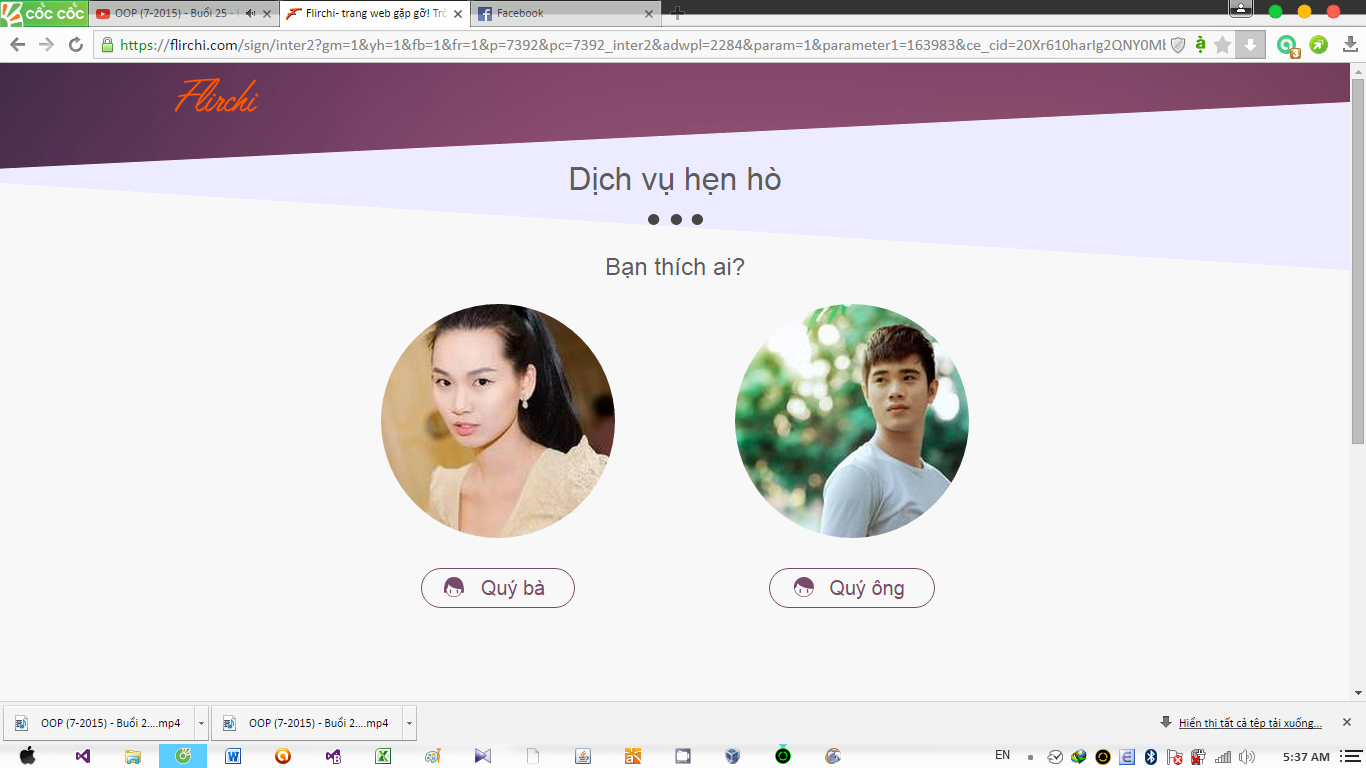 cốc cốc
OOP (7-2015) - Buổi 25 -
Flirchi- trang web gặp gỡ! Trò
Facebook
https://flirchi.com/sign/inter2?gm=1&yh=1&fb=1&fr=1&p=7392&pc=7392_inter2&adwpl=2284&param=1&parameter1=163983&ce_cid=20Xr610harIg2QNY0M
3
Flirchi
Dịch vụ hẹn hò
Bạn thích ai?
Quý bà
Quý ông
OOP (7-2015) - Buổi 2....mp4
OOP (7-2015) - Buổi 2....mp4
Hiển thị tất cả tệp tải xuống...
EN
5:37 AM